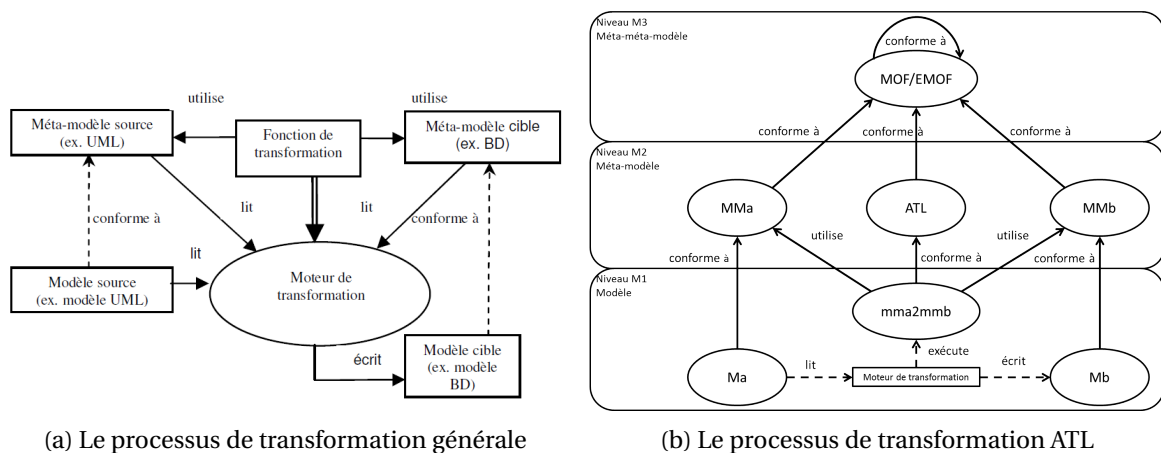 utilise
utilise
Méta-modèle source
(ex. UML)
Fonction de
transformation
Méta-modèle cible
(ex. BD)
lit
lit
conforme à
conforme à
lit
Modèle source
(ex. modèle UML)
Moteur de
transformation
écrit
Modèle cible
(ex. modèle
BD)
(a) Le processus de transformation générale
Niveau M3
Méta-méta-modèle
conforme à
MOF/EMOF
conforme à
conforme à
conforme à
Niveau M2
Méta-modèle
MMa
ATL
MMb
utilise
utilise
conforme à
conforme à
conforme à
Niveau M1
Modèle
mma2mmb
exécute
Ma
lit
Moteur de transformation
écrit
Mb
(b) Le processus de transformation ATL